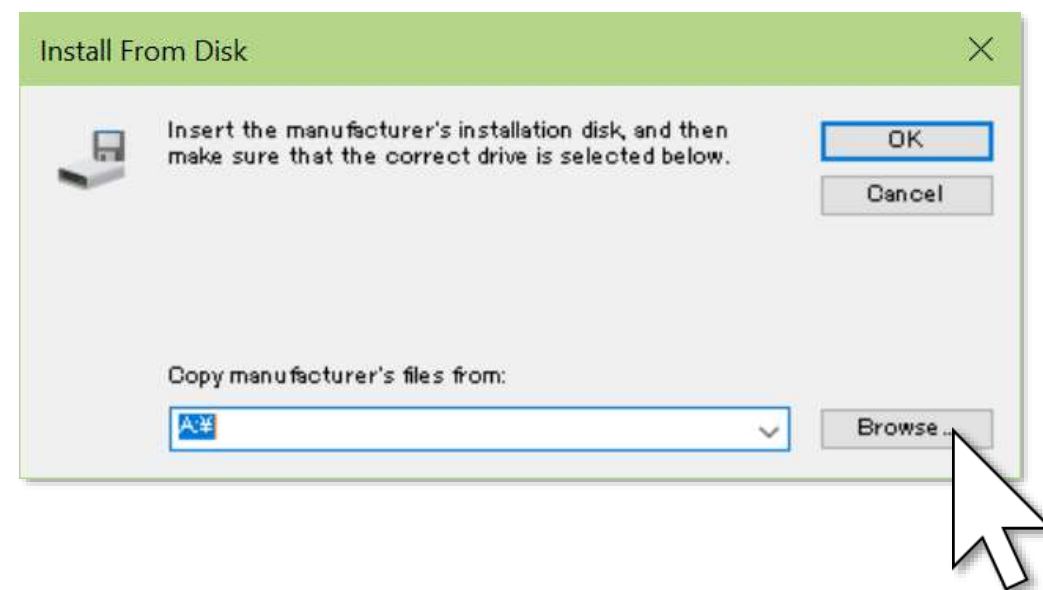 Install From Disk
Insert the manufacturer's installation disk, and then
make sure that the correct drive is selected below.
OK
Cancel
Copy manufacturer's files from:
A:¥
Browse...